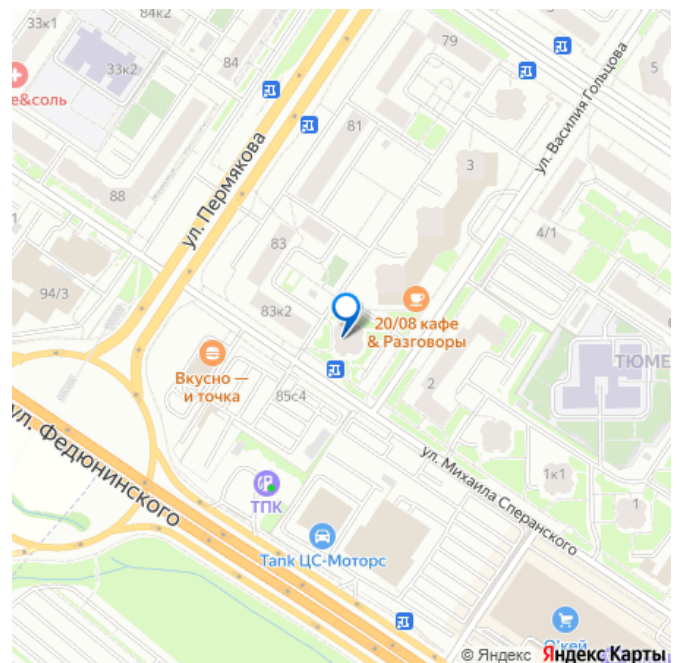 33к1
84к2
33к2
84
79
5
е&соль
81
ул. Василия Гольцова
ул. Пермякова
3
88
4/1
83
94/3
83к2
20/08 кафе
& Разговоры
ТЮМЕ
Вкусно —
и точка
85с4
2
ул. Федюнинского
ул. Михаила Сперанского
1к1
ТПК
1
Tank ЦС-Моторс
О'кей
© Яндекс Яндекс Карты